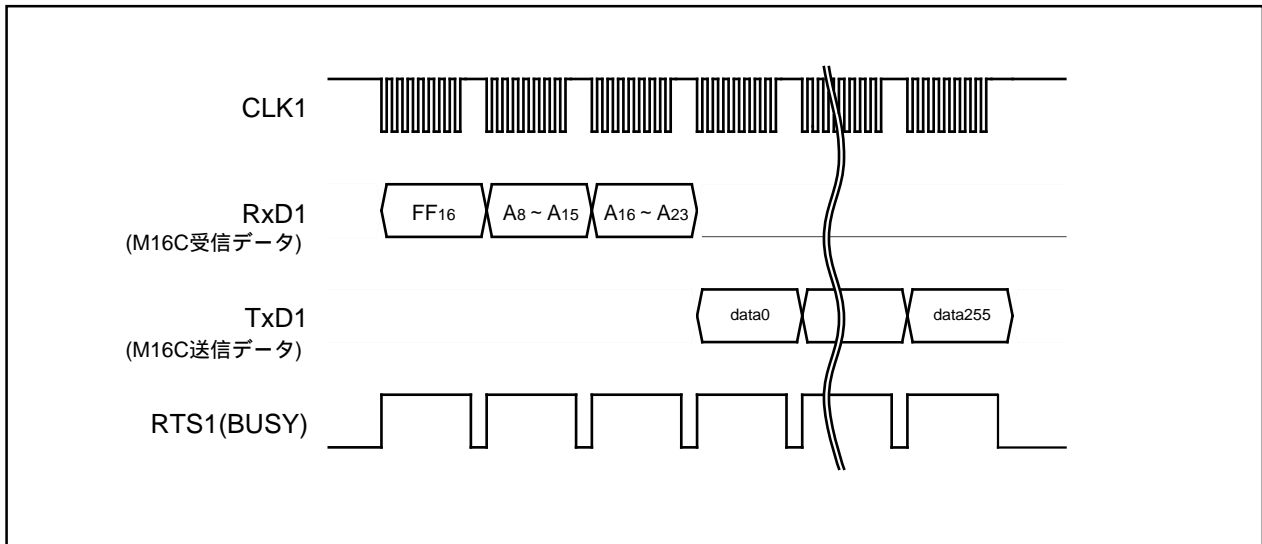 CLK1
RxD1
(M16C受信データ)
FF16
A8 ~ A15
A16 ~ A23
TxD1
(M16C送信データ)
data0
data255
RTS1(BUSY)